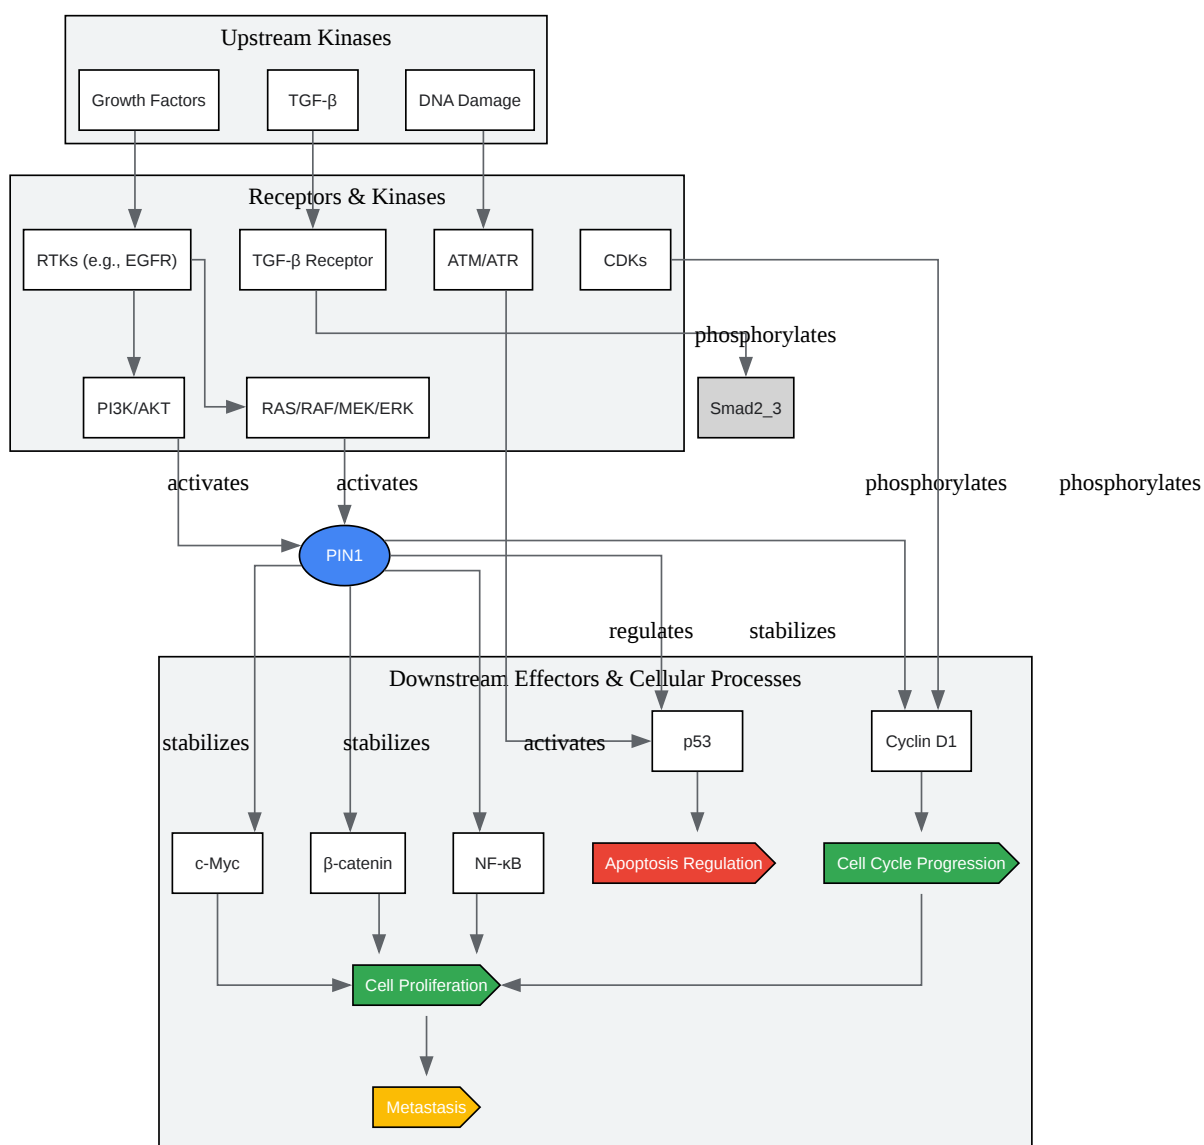 Upstream Kinases
Growth Factors
TGF-β
DNA Damage
Receptors & Kinases
RTKs (e.g., EGFR)
TGF-β Receptor
ATM/ATR
CDKs
phosphorylates
PI3K/AKT
RAS/RAF/MEK/ERK
Smad2_3
activates
activates
phosphorylates
phosphorylates
PIN1
regulates
stabilizes
Downstream Effectors & Cellular Processes
stabilizes
stabilizes
activates
p53
Cyclin D1
c-Myc
β-catenin
NF-κB
Apoptosis Regulation
Cell Cycle Progression
Cell Proliferation
Metastasis